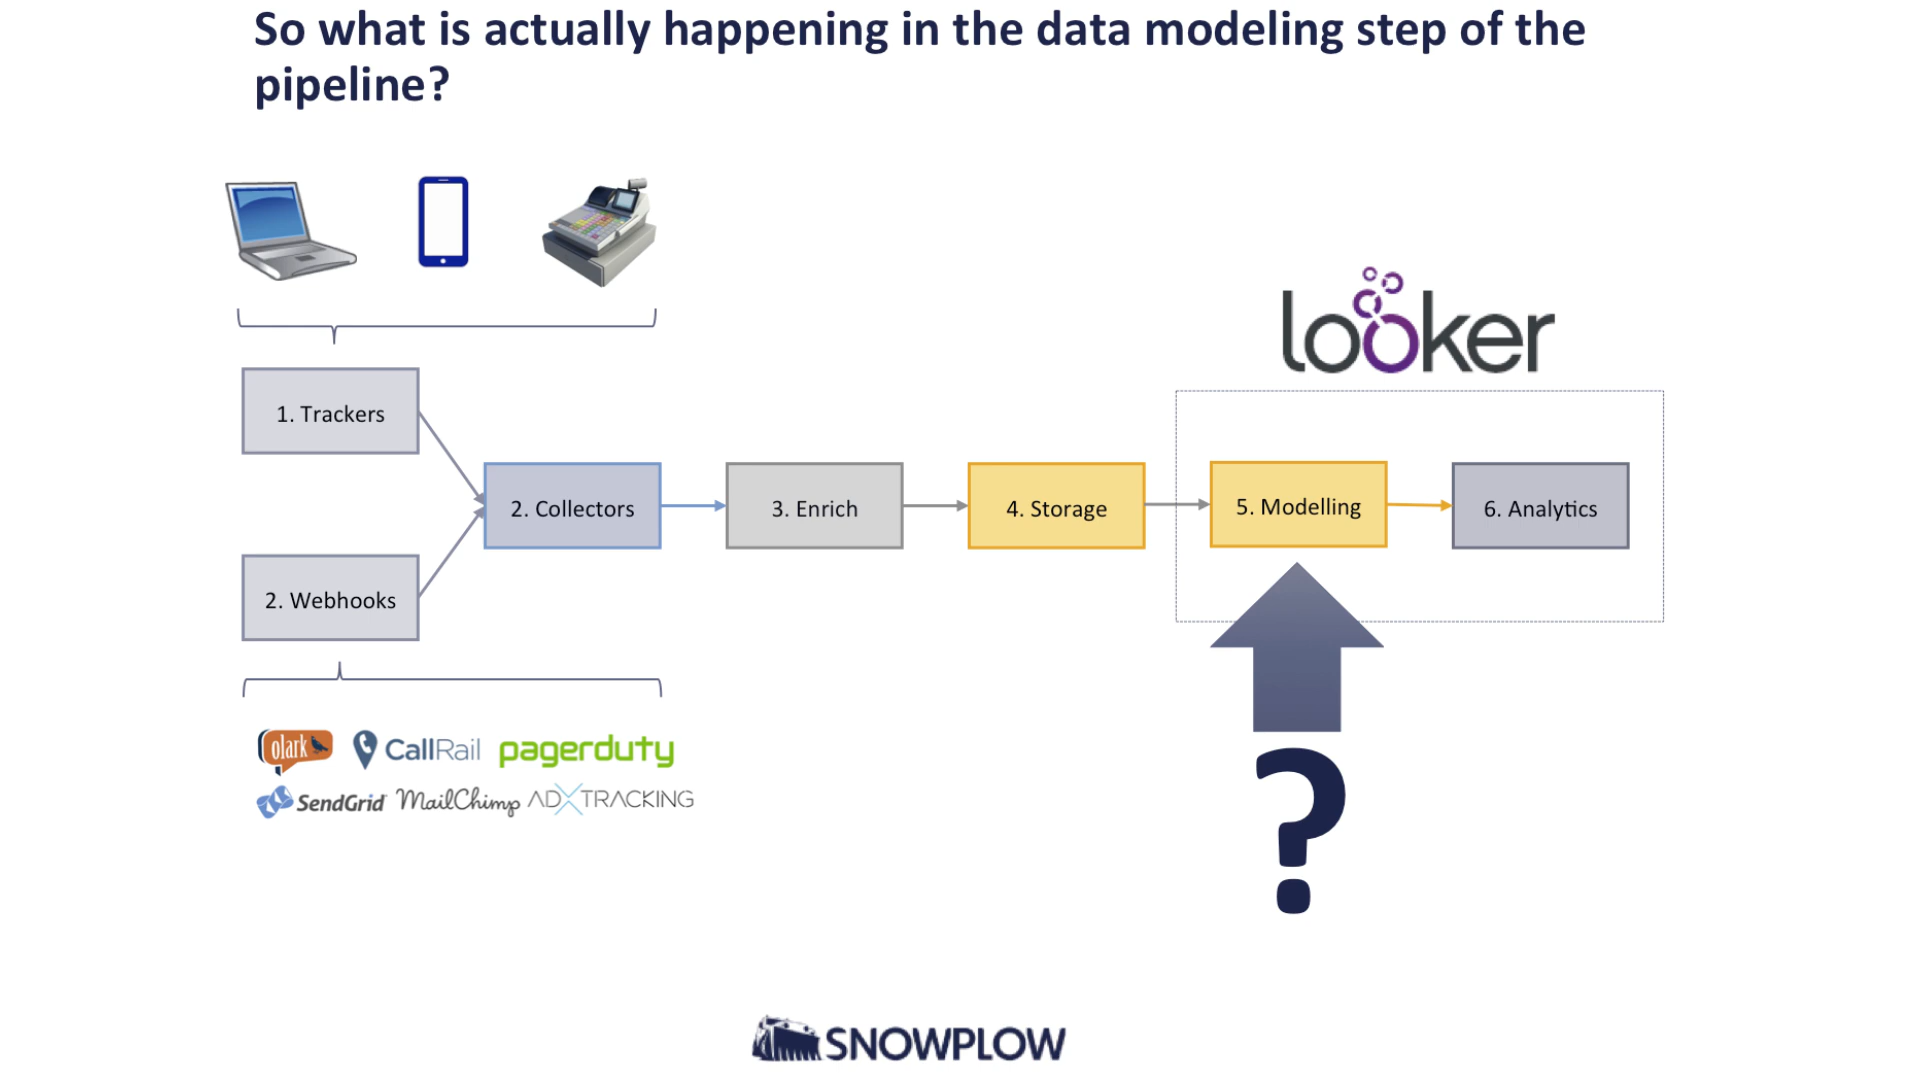 So what is actually happening in the data modeling step of the
pipeline?
looker
1. Trackers
2. Collectors
3. Enrich
4. Storage
5. Modelling
6. Analytics
2. Webhooks
olark
CallRail
pagerduty
SendGrid
MailChimp
ADXTRACKING
?
SNOWPLOW